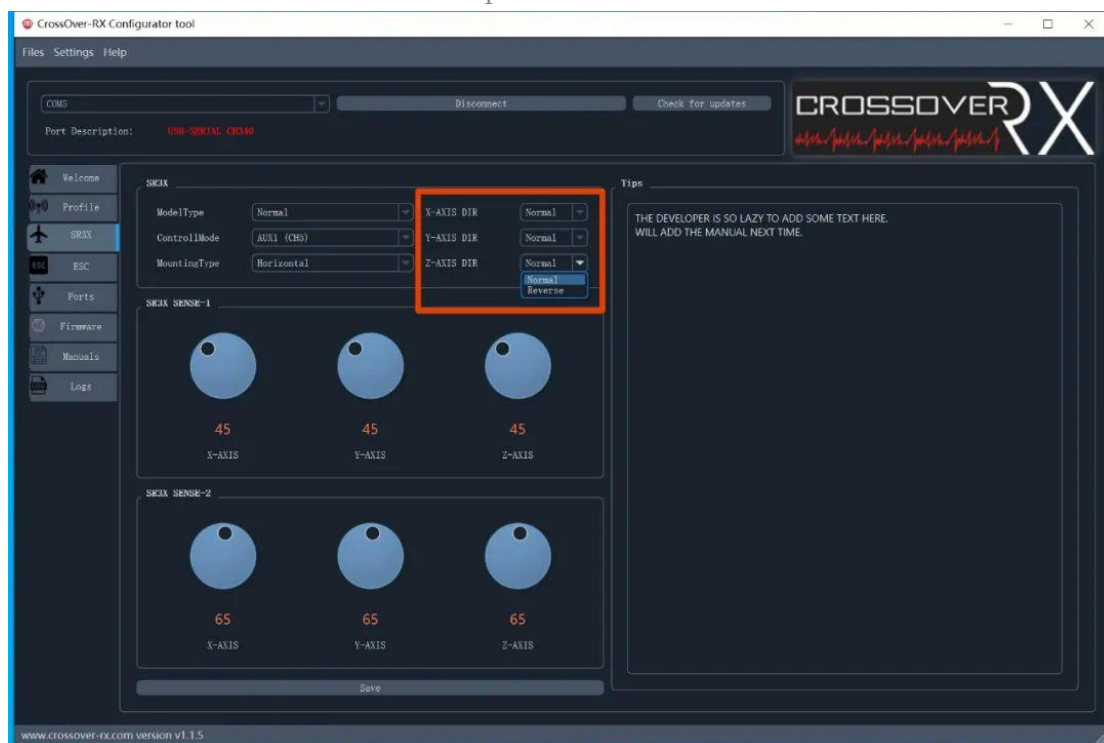 CrossOver-RX Configurator tool
Files Settings Help
COM5 Disconnect Check for updates
Port Description: USB-SERIAL CH340
CROSSOVER RX
Welcome
Profile
SR3X
ESC
Ports
Firmware
Manuals
Logs
SR3X
ModelType Normal X-AXIS DIR Normal
ControllMode AUX1 (CH5) Y-AXIS DIR Normal
MountingType Horizontal Z-AXIS DIR Normal
Normal
Reverse
SR3X SENSE-1
45 45 45
X-AXIS Y-AXIS Z-AXIS
SR3X SENSE-2
65 65 65
X-AXIS Y-AXIS Z-AXIS
Save
Tips
THE DEVELOPER IS SO LAZY TO ADD SOME TEXT HERE.
WILL ADD THE MANUAL NEXT TIME.
www.crossover-rx.com version v1.1.5